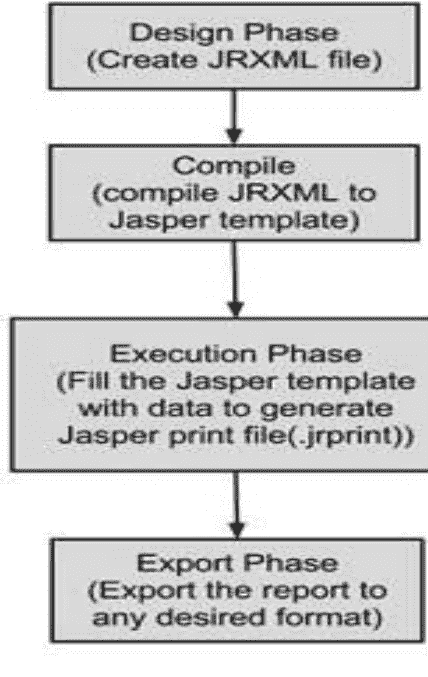 Design Phase
(Create JRXML file)
Compile
(compile JRXML to
Jasper template)
Execution Phase
(Fill the Jasper template
with data to generate
Jasper print file(.jrprint))
Export Phase
(Export the report to
any desired format)